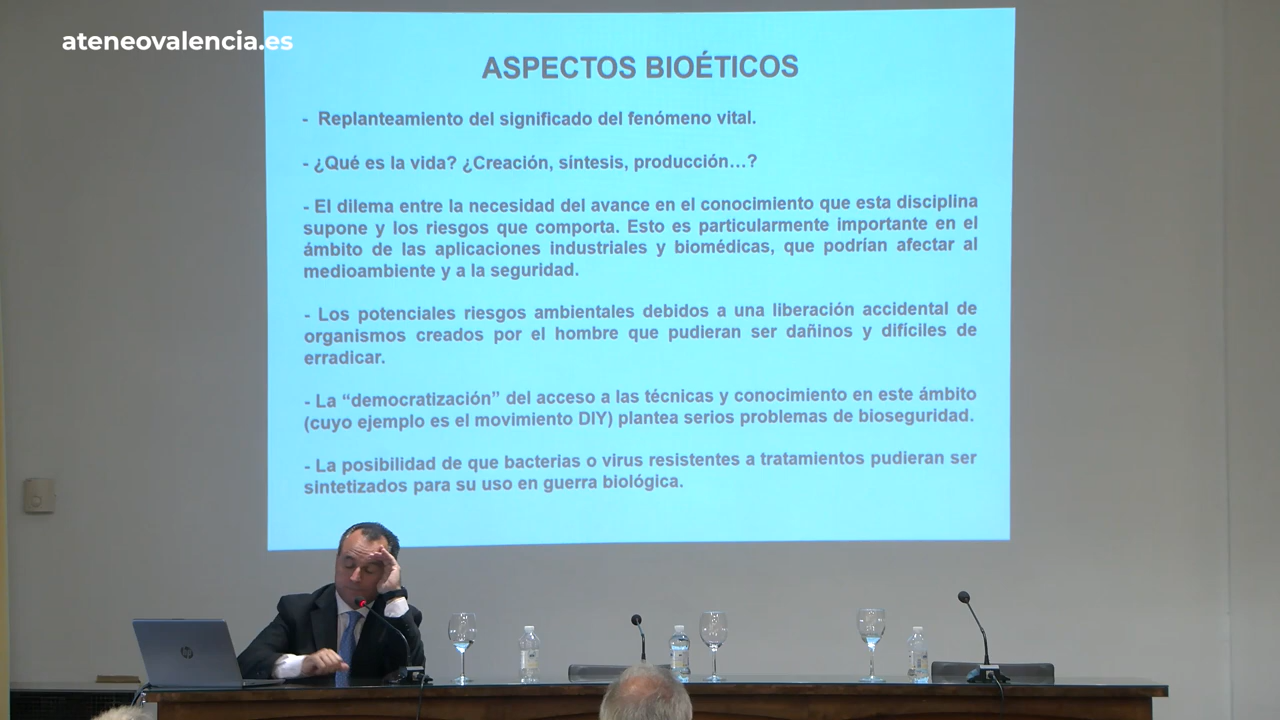 ateneovalencia.es
ASPECTOS BIOÉTICOS
- Replanteamiento del significado del fenómeno vital.
- ¿Qué es la vida? ¿Creación, síntesis, producción…?
- El dilema entre la necesidad del avance en el conocimiento que esta disciplina
supone y los riesgos que comporta. Esto es particularmente importante en el
ámbito de las aplicaciones industriales y biomédicas, que podrían afectar al
medioambiente y a la seguridad.
- Los potenciales riesgos ambientales debidos a una liberación accidental de
organismos creados por el hombre que pudieran ser dañinos y difíciles de
erradicar.
- La “democratización” del acceso a las técnicas y conocimiento en este ámbito
(cuyo ejemplo es el movimiento DIY) plantea serios problemas de bioseguridad.
- La posibilidad de que bacterias o virus resistentes a tratamientos pudieran ser
sintetizados para su uso en guerra biológica.
hp